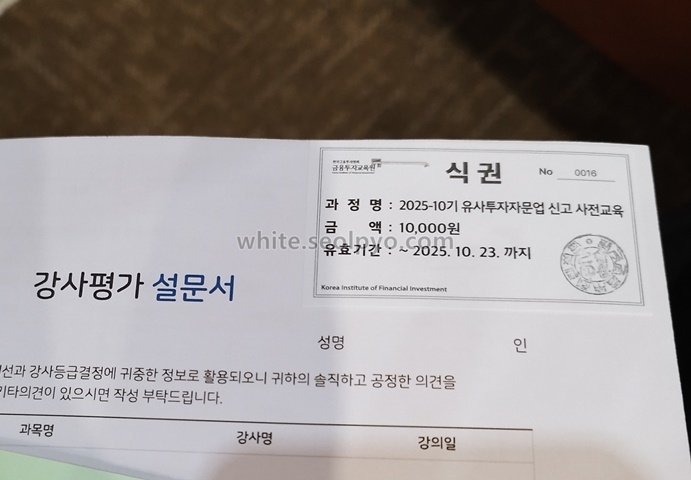 금융투자교육원
식권
No 0016
과 정 명 : 2025-10기 유사투자자문업 신고 사전교육
금 액 : 10,000원
유효기간 : ~ 2025. 10. 23. 까지
Korea Institute of Financial Investment
white.seolnyo.com
강사평가 설문서
성명 인
선과 강사등급결정에 귀중한 정보로 활용되오니 귀하의 솔직하고 공정한 의견을
기타의견이 있으시면 작성 부탁드립니다.
과목명 강사명 강의일